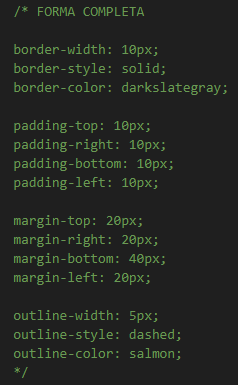 /* FORMA COMPLETA
border-width: 10px;
border-style: solid;
border-color: darkslategray;
padding-top: 10px;
padding-right: 10px;
padding-bottom: 10px;
padding-left: 10px;
margin-top: 20px;
margin-right: 20px;
margin-bottom: 40px;
margin-left: 20px;
outline-width: 5px;
outline-style: dashed;
outline-color: salmon;
*/